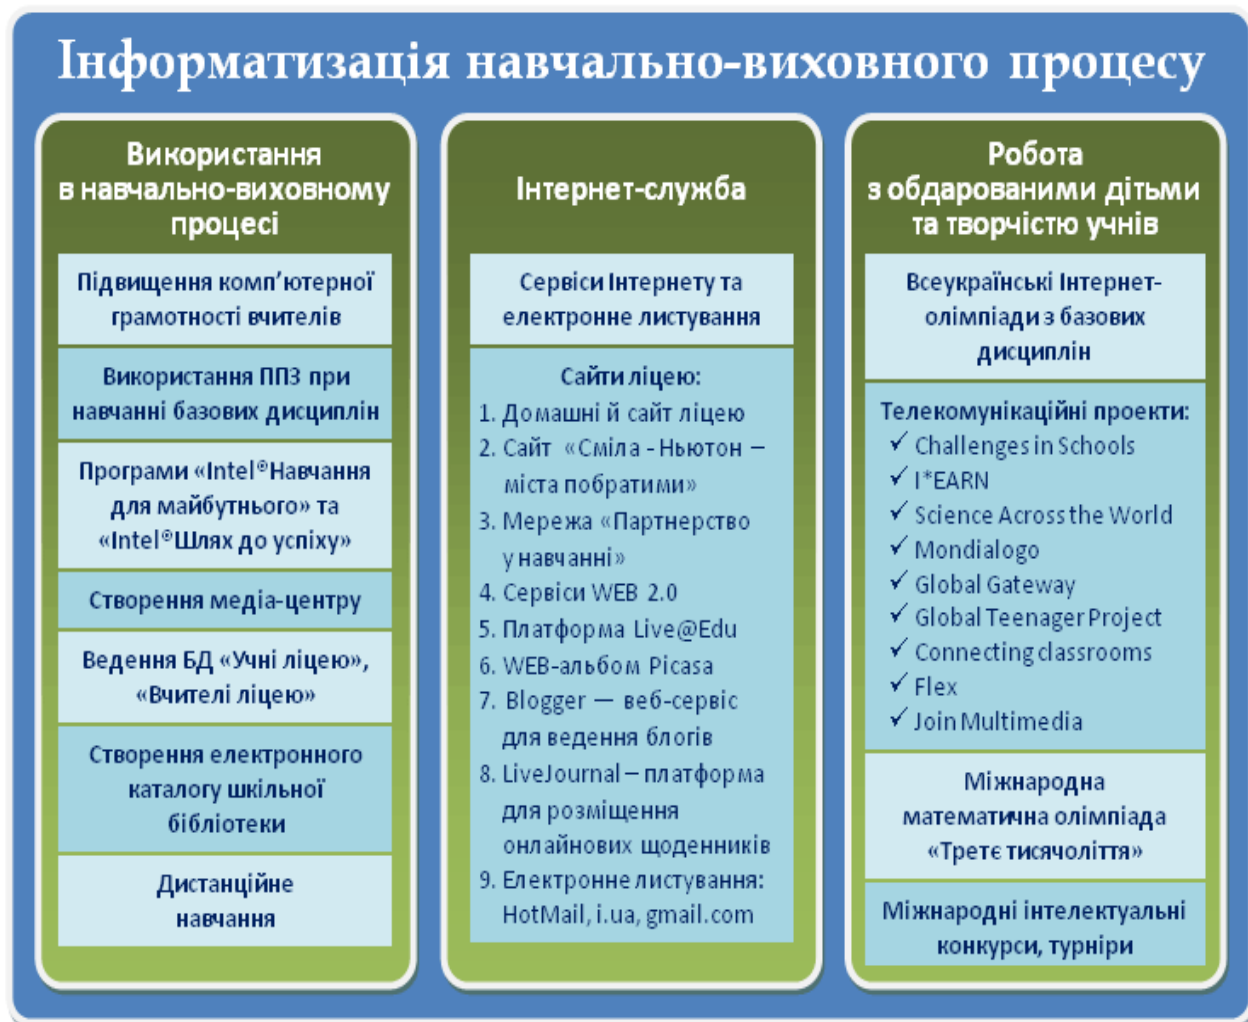 Інформатизація навчально-виховного процесу
Використання
в навчально-виховному
процесі
Підвищення комп’ютерної
грамотності вчителів
Використання ППЗ при
навчанні базових дисциплін
Програми «Intel®Навчання
для майбутнього» та
«Intel®Шлях до успіху»
Створення медіа-центру
Ведення БД «Учні ліцею»,
«Вчителі ліцею»
Створення електронного
каталогу шкільної
бібліотеки
Дистанційне
навчання
Інтернет-служба
Сервіси Інтернету та
електронне листування
Сайти ліцею:
1. Домашні й сайт ліцею
2. Сайт «Сміла - Ньютон –
міста побратими»
3. Мережа «Партнерство
у навчанні»
4. Сервіси WEB 2.0
5. Платформа Live@Edu
6. WEB-альбом Picasa
7. Blogger — веб-сервіс
для ведення блогів
8. LiveJournal – платформа
для розміщення
онлайнових щоденників
9. Електронне листування:
HotMail, i.ua, gmail.com
Робота
з обдарованими дітьми
та творчістю учнів
Всеукраїнські Інтернет-
олімпіади з базових
дисциплін
Телекомунікаційні проекти:
✓ Challenges in Schools
✓ I*EARN
✓ Science Across the World
✓ Mondialogo
✓ Global Gateway
✓ Global Teenager Project
✓ Connecting classrooms
✓ Flex
✓ Join Multimedia
Міжнародна
математична олімпіада
«Третє тисячоліття»
Міжнародні інтелектуальні
конкурси, турніри